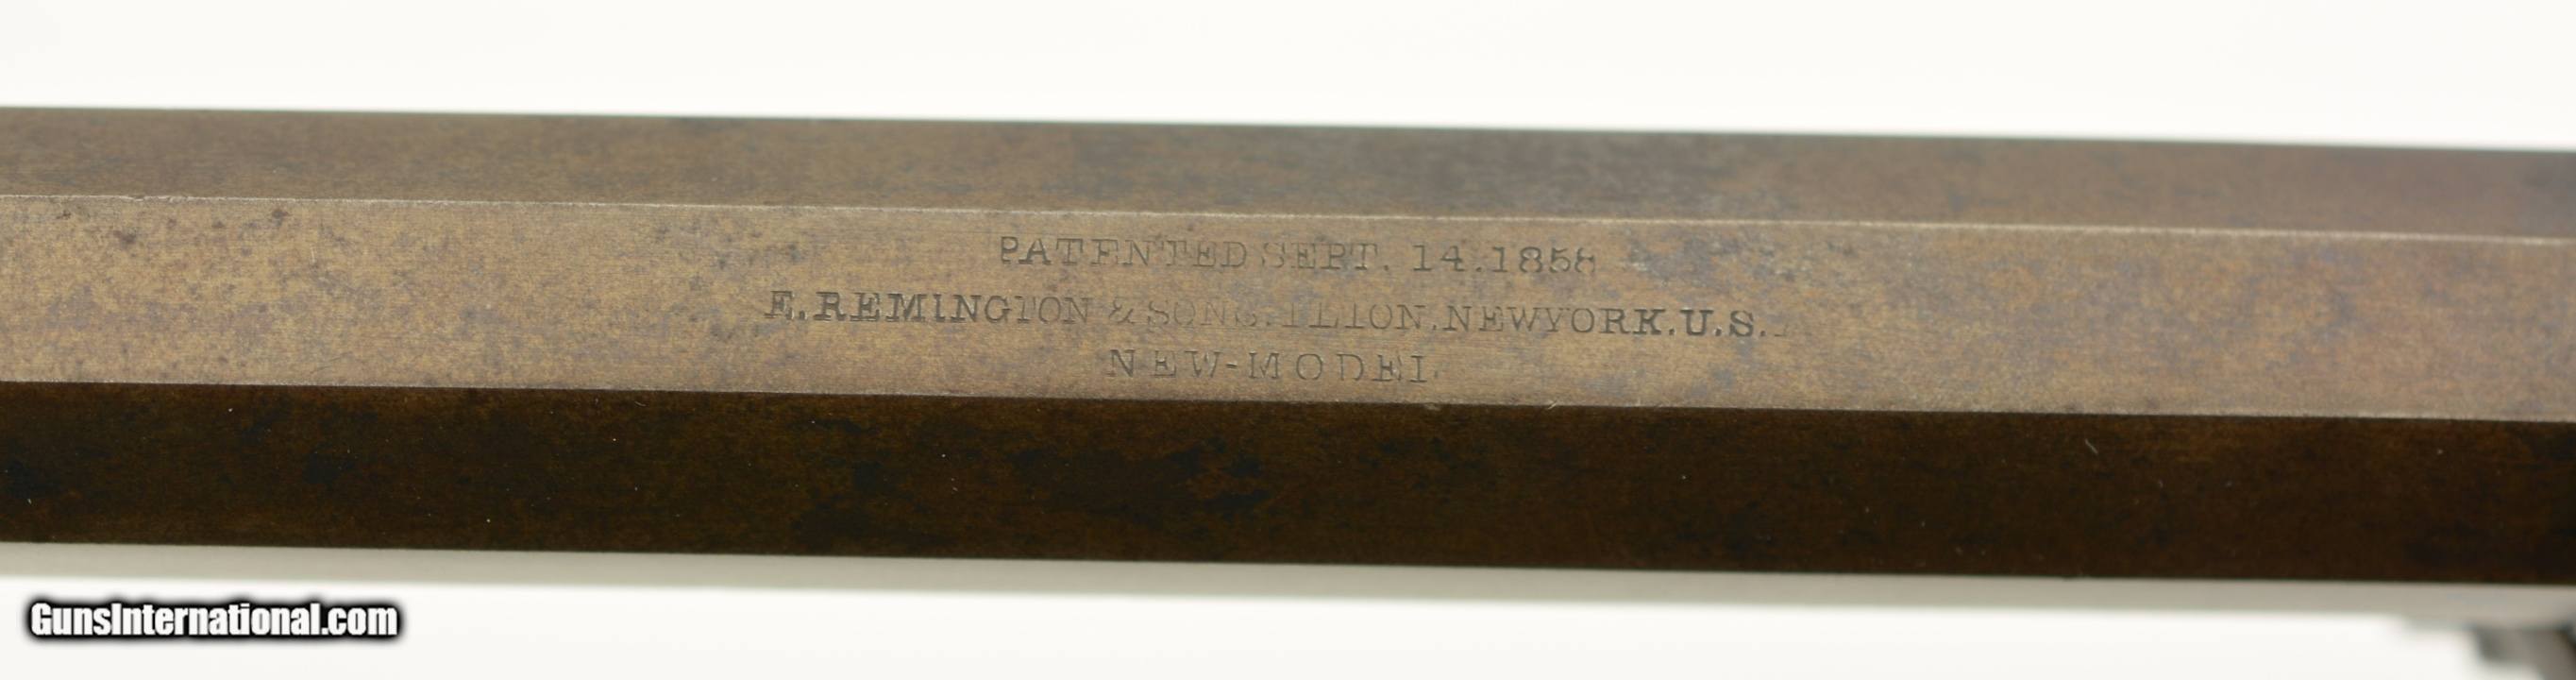 PATENTED SEPT. 14.1858
E.REMINGTON & SONS.ILION.NEWYORK.U.S.
NEW-MODEL
GunsInternational.com